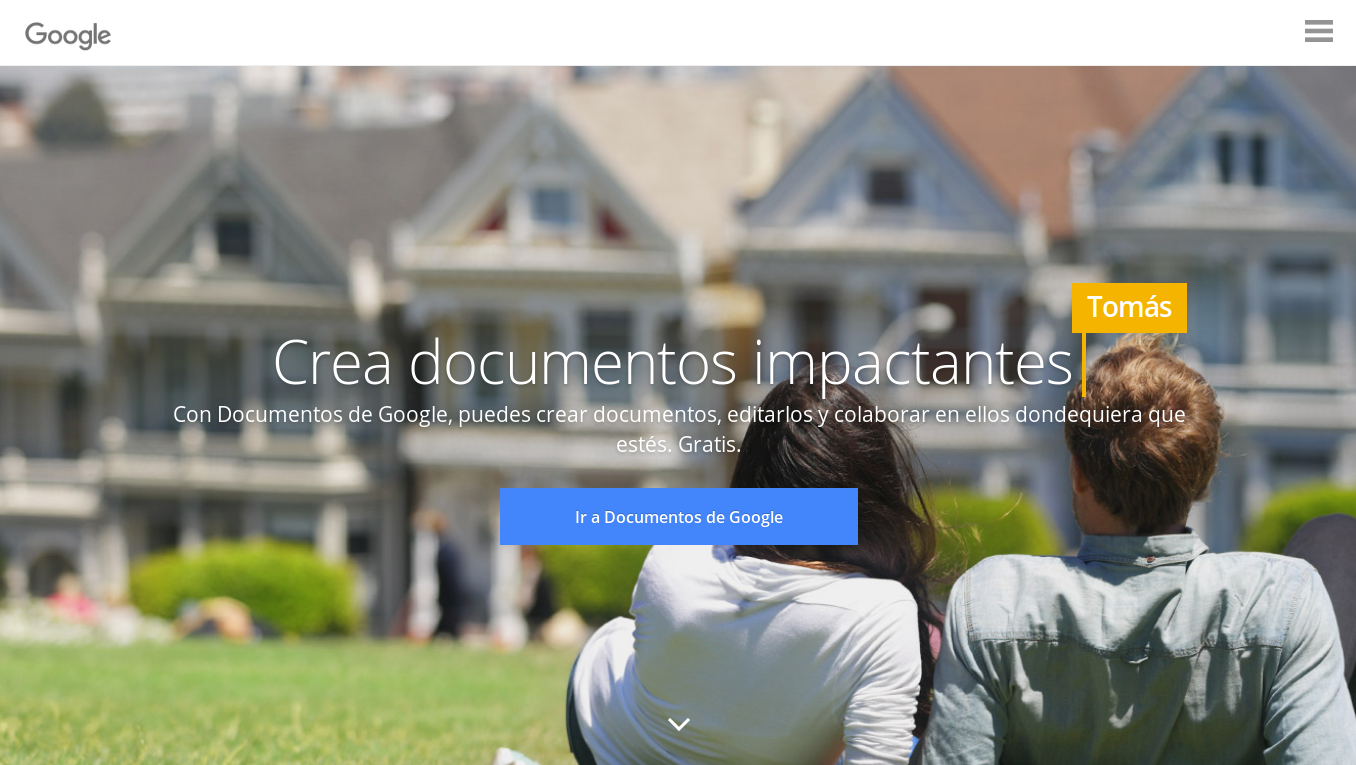 Google
Tomás
Crea documentos impactantes
Con Documentos de Google, puedes crear documentos, editarlos y colaborar en ellos dondequiera que
estés. Gratis.
Ir a Documentos de Google